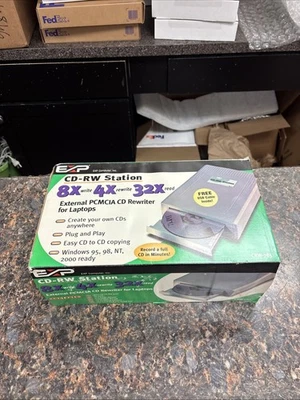 FedEx
FedEx
FedEx
EXP
CD-RW Station
8X write 4X rewrite 32X read
External PCMCIA CD Rewriter
for Laptops
Create your own CDs
anywhere
Plug and Play
Easy CD to CD copying
Windows 95, 98, NT,
2000 ready
FREE
Inside!
Record a full
CD in Minutes!
EXP
CD-RW Station
External PCMCIA CD Rewriter for Laptops